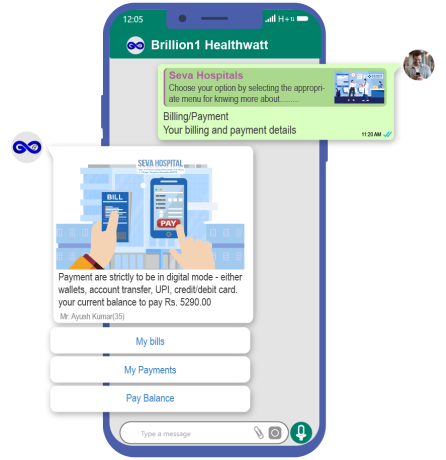 12:05
H+
Brillion1 Healthwatt
Seva Hospitals
Choose your option by selecting the appropri-
ate menu for knwing more about..........
Billing/Payment
Your billing and payment details
11:20 AM
SEVA HOSPITAL
BILL
PAY
Payment are strictly to be in digital mode - either
wallets, account transfer, UPI, credit/debit card.
your current balance to pay Rs. 5290.00
Mr. Ayush Kumar(35)
My bills
My Payments
Pay Balance
Type a message